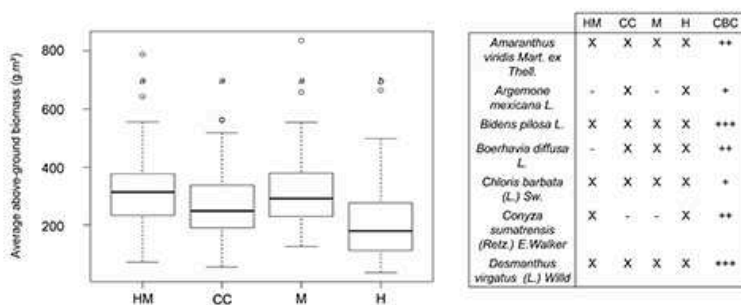 Average above-ground biomass (g.m²)
800
600
400
200
a
a
a
b
HM
CC
M
H
HM CC M H CBC
Amaranthus
viridis Mart. ex
Thell.
X X X X ++
Argemone
mexicana L.
- X - X +
Bidens pilosa L. X X X X +++
Boerhavia diffusa
L.
- X X X ++
Chloris barbata
(L.) Sw.
X X X X +
Conyza
sumatrensis
(Retz.) E.Walker
X - - X ++
Desmanthus
virgatus (L.) Willd
X X X X +++